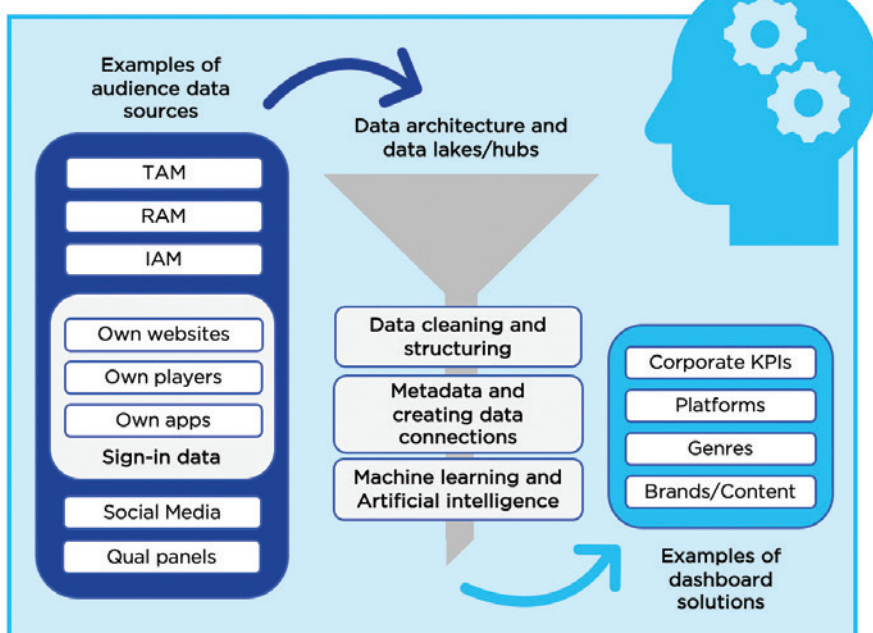 Examples of
audience data
sources
TAM
RAM
IAM
Own websites
Own players
Own apps
Sign-in data
Social Media
Qual panels
Data architecture and
data lakes/hubs
Data cleaning and
structuring
Metadata and
creating data
connections
Machine learning and
Artificial intelligence
Corporate KPIs
Platforms
Genres
Brands/Content
Examples of
dashboard
solutions